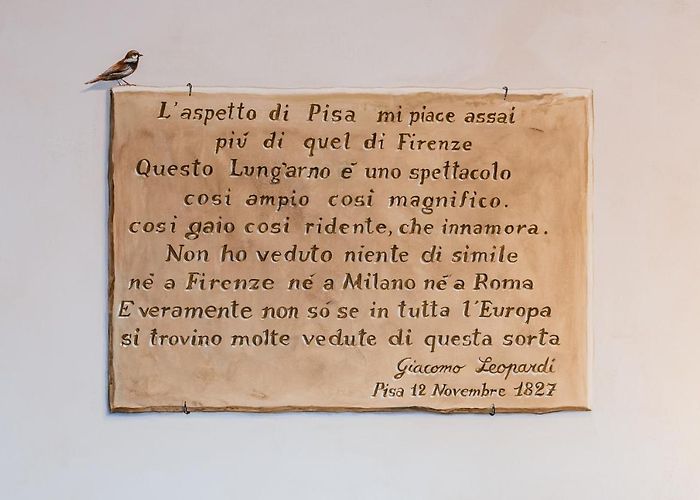 L'aspetto di Pisa mi piace assai
piú di quel di Firenze
Questo Lung'arno é uno spettacolo
cosi ampio cosi magnifico.
cosi gaio cosi ridente, che innamora.
Non ho veduto niente di simile
né a Firenze né a Milano né a Roma
E veramente non só se in tutta l'Europa
si trovino molte vedute di questa sorta
Giacomo Leopardi
Pisa 12 Novembre 1827